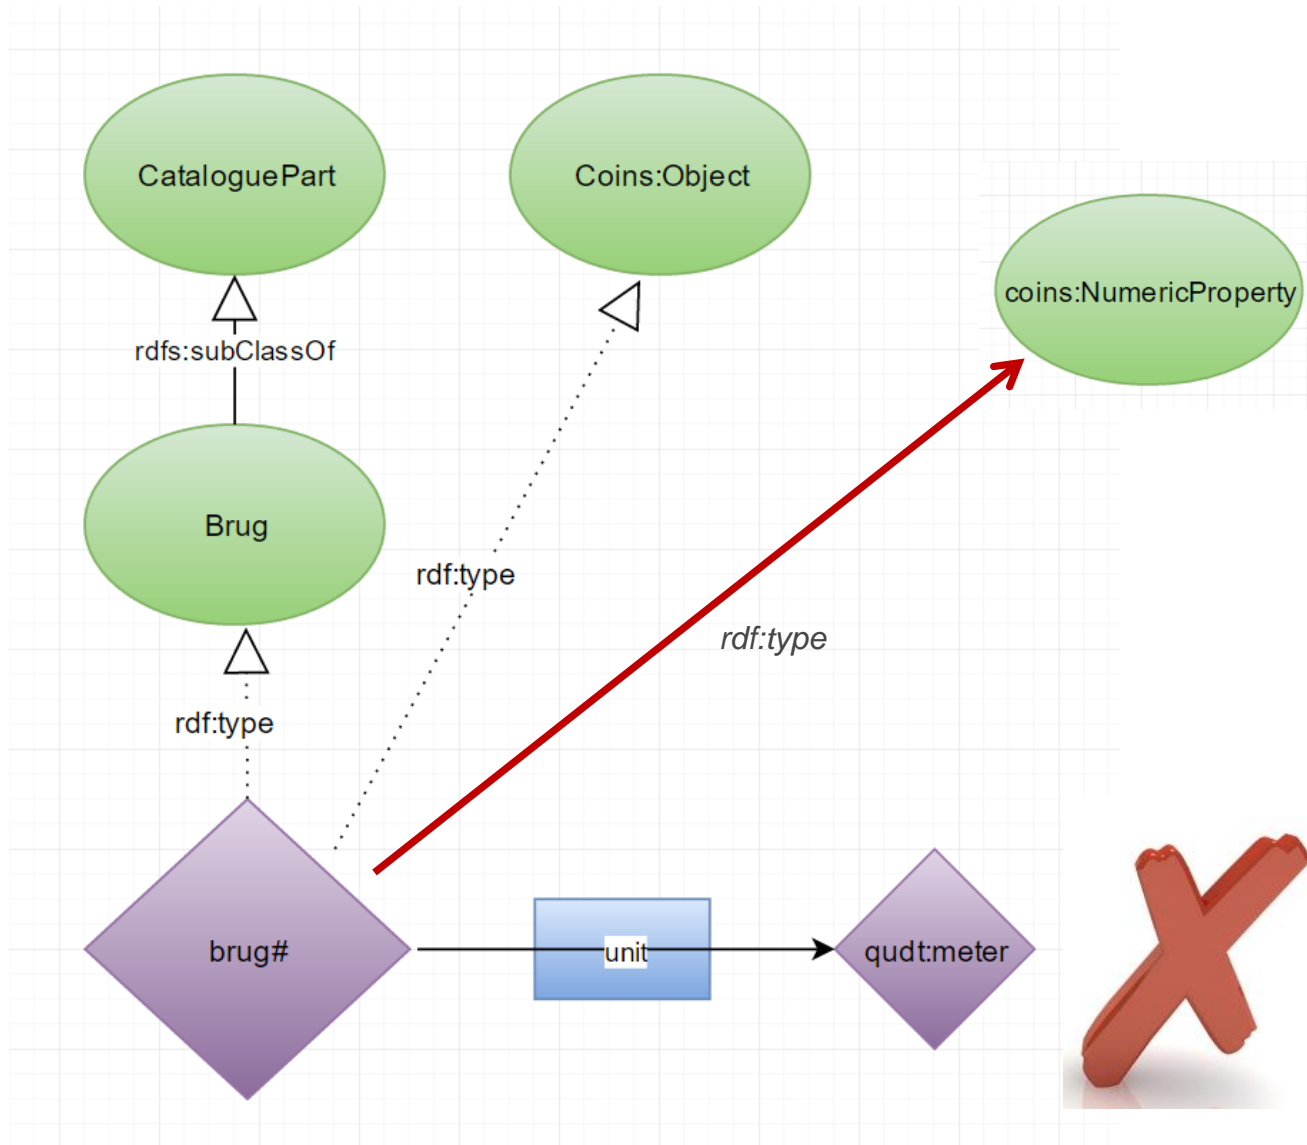 CataloguePart
Coins:Object
coins:NumericProperty
rdfs:subClassOf
Brug
rdf:type
rdf:type
rdf:type
brug#
unit
qudt:meter